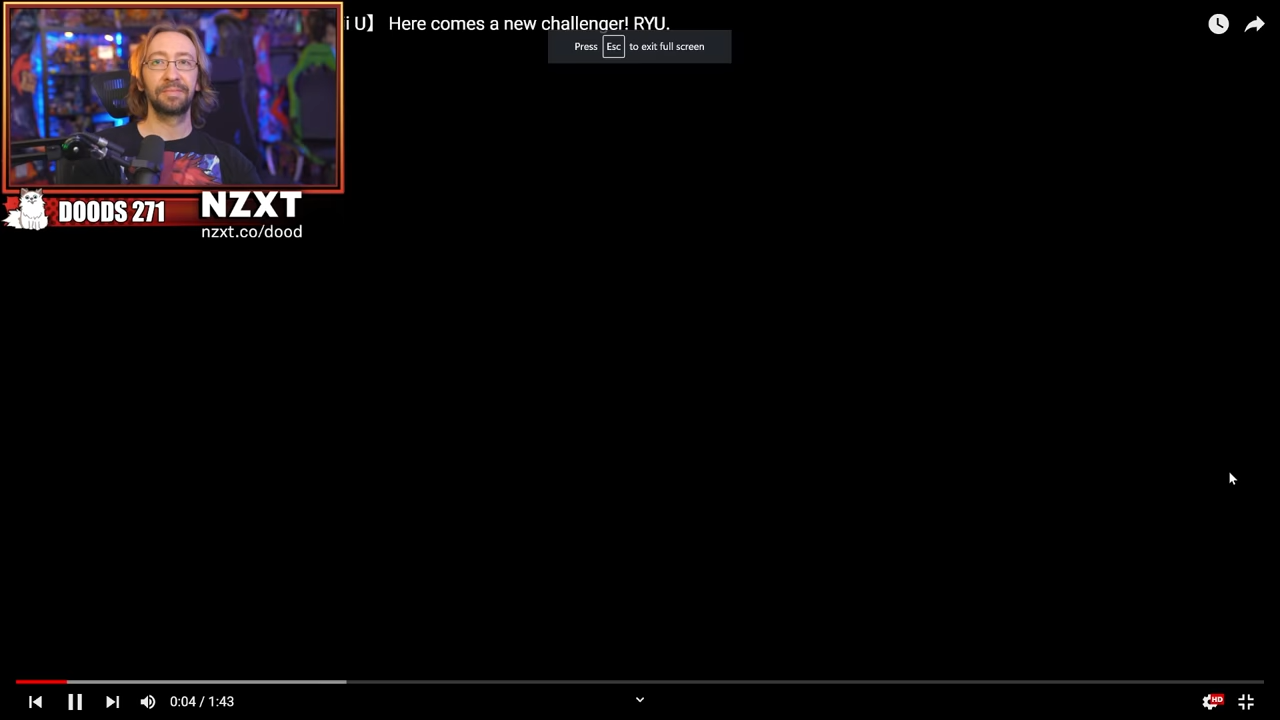 i U】 Here comes a new challenger! RYU.
Press Esc to exit full screen
DOODS 271
NZXT
nzxt.co/dood
0:04 / 1:43
HD